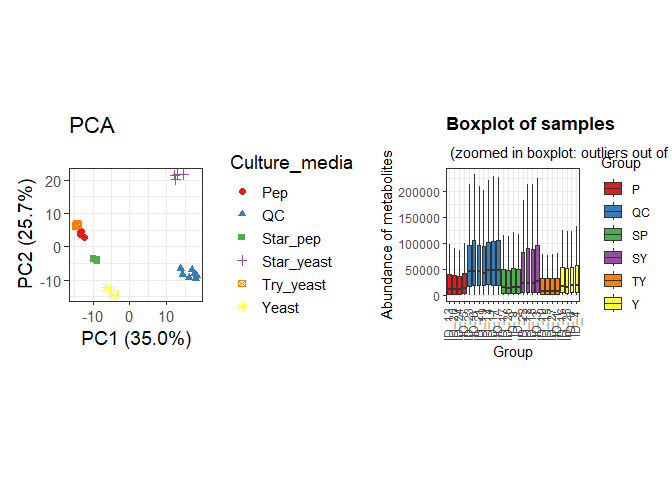 PCA
PC2 (25.7%)
20
10
0
-10
-10
0
10
PC1 (35.0%)
Culture_media
Pep
QC
Star_pep
Star_yeast
Try_yeast
Yeast
Boxplot of samples
(zoomed in boxplot: outliers out of
Abundance of metabolites
200000
150000
100000
50000
0
Group
Group
P
QC
SP
SY
TY
Y